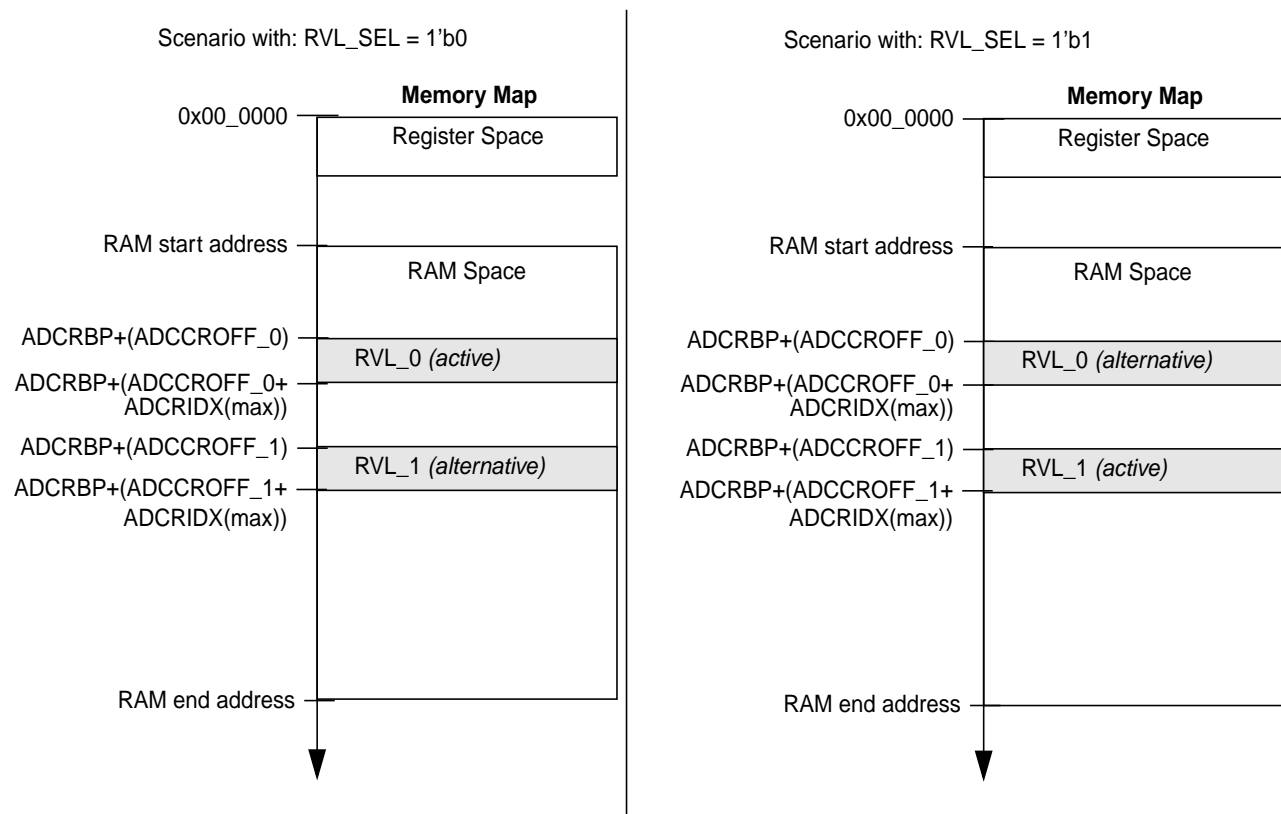 Scenario with: RVL_SEL = 1'b0
Memory Map
0x00_0000
Register Space
RAM start address
RAM Space
ADCRBP+(ADCCROFF_0)
RVL_0 (active)
ADCRBP+(ADCCROFF_0+
ADCRIDX(max))
ADCRBP+(ADCCROFF_1)
RVL_1 (alternative)
ADCRBP+(ADCCROFF_1+
ADCRIDX(max))
RAM end address
Scenario with: RVL_SEL = 1'b1
Memory Map
0x00_0000
Register Space
RAM start address
RAM Space
ADCRBP+(ADCCROFF_0)
RVL_0 (alternative)
ADCRBP+(ADCCROFF_0+
ADCRIDX(max))
ADCRBP+(ADCCROFF_1)
RVL_1 (active)
ADCRBP+(ADCCROFF_1+
ADCRIDX(max))
RAM end address